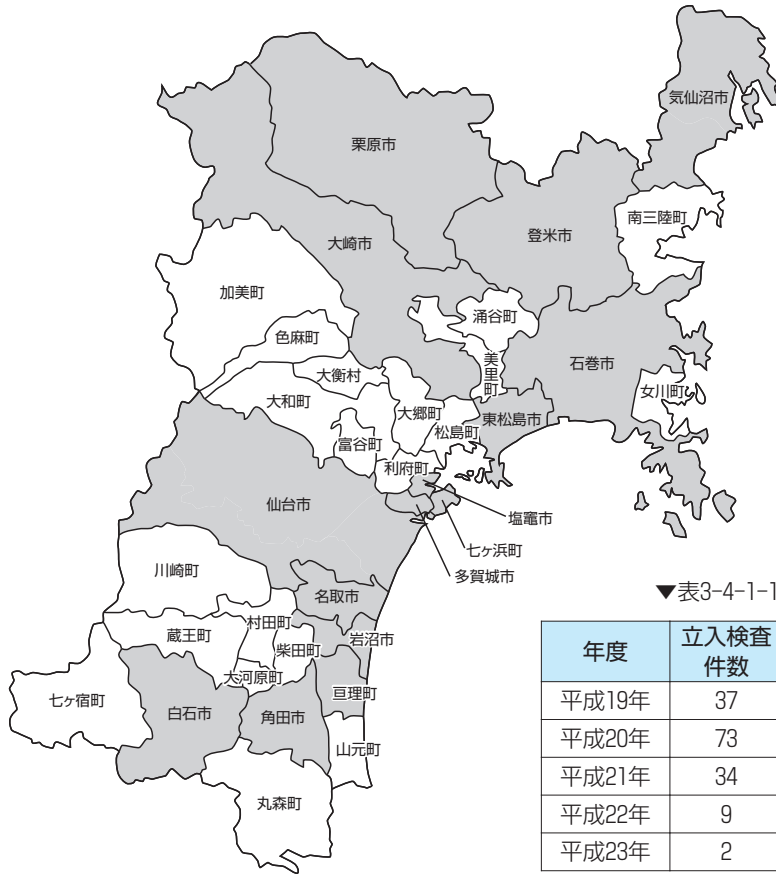 気仙沼市
栗原市
南三陸町
登米市
大崎市
加美町
涌谷町
色麻町
美里町
石巻市
大衡村
女川町
大和町
大郷町
東松島市
松島町
富谷町
利府町
仙台市
塩竈市
七ヶ浜町
多賀城市
川崎町
名取市
村田町
岩沼市
蔵王町
柴田町
大河原町
亘理町
七ヶ宿町
白石市
角田市
山元町
丸森町
▼表3-4-1-1
年度 立入検査件数
平成19年 37
平成20年 73
平成21年 34
平成22年 9
平成23年 2